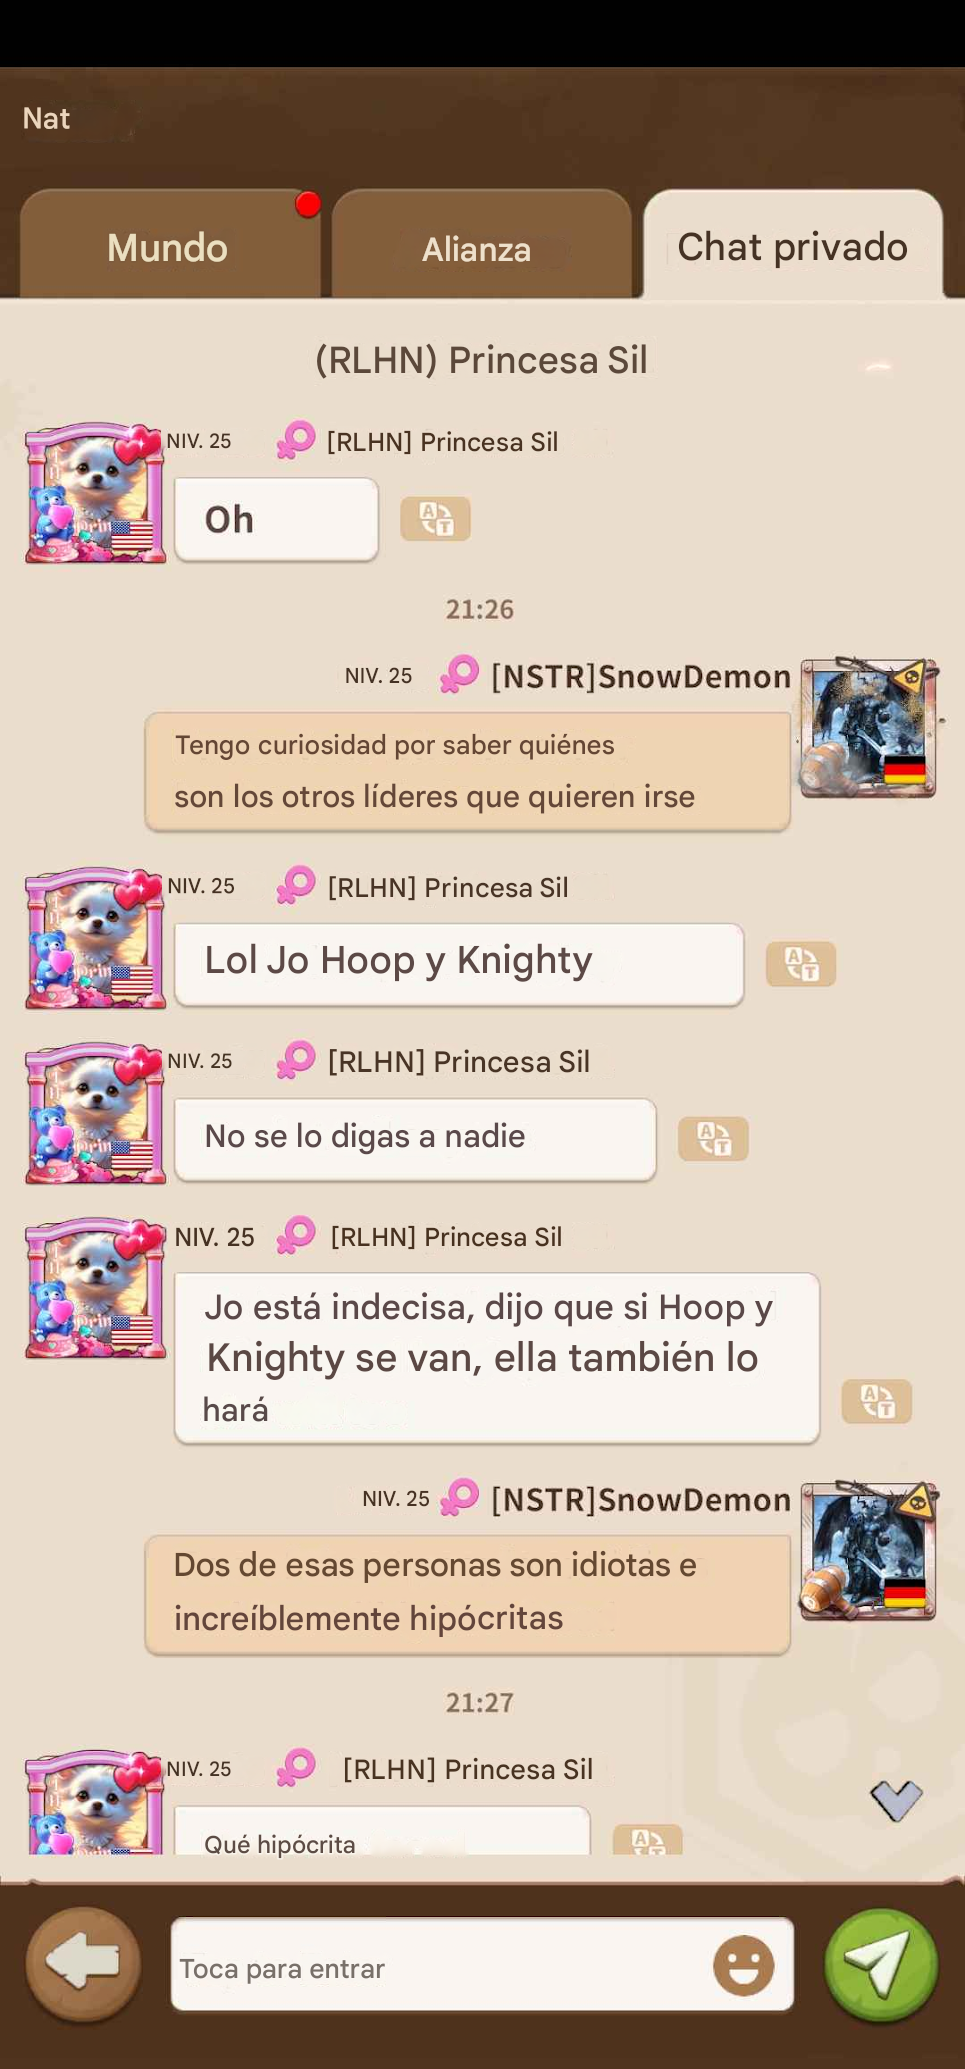 Nat
Mundo
Alianza
Chat privado
(RLHN) Princesa Sil
NIV. 25 [RLHN] Princesa Sil
Oh
21:26
NIV. 25 [NSTR]SnowDemon
Tengo curiosidad por saber quiénes
son los otros líderes que quieren irse
NIV. 25 [RLHN] Princesa Sil
Lol Jo Hoop y Knighty
NIV. 25 [RLHN] Princesa Sil
No se lo digas a nadie
NIV. 25 [RLHN] Princesa Sil
Jo está indecisa, dijo que si Hoop y
Knighty se van, ella también lo
hará
NIV. 25 [NSTR]SnowDemon
Dos de esas personas son idiotas e
increíblemente hipócritas
21:27
NIV. 25 [RLHN] Princesa Sil
Qué hipócrita
Toca para entrar